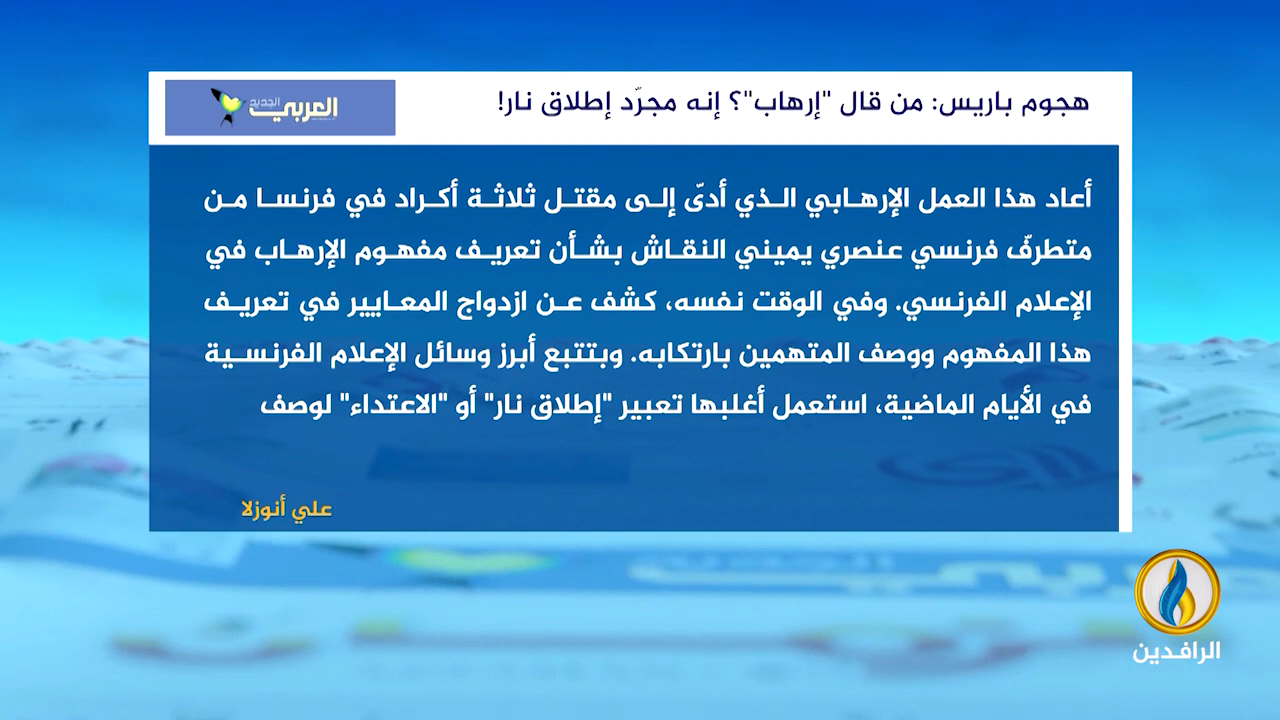 هجوم باريس: من قال "إرهاب"؟ إنه مجرّد إطلاق نار!
العربي الجديد
أعاد هذا العمل الإرهابي الذي أدىّ إلى مقتل ثلاثة أكراد في فرنسا من
متطرفّ فرنسي عنصري يميني النقاش بشأن تعريف مفهوم الإرهاب في
الإعلام الفرنسي. وفي الوقت نفسه، كشف عن ازدواج المعايير في تعريف
هذا المفهوم ووصف المتهمين بارتكابه. وبتتبع أبرز وسائل الإعلام الفرنسية
في الأيام الماضية، استعمل أغلبها تعبير "إطلاق نار" أو "الاعتداء" لوصف
علي أنوزلا
الرافدين